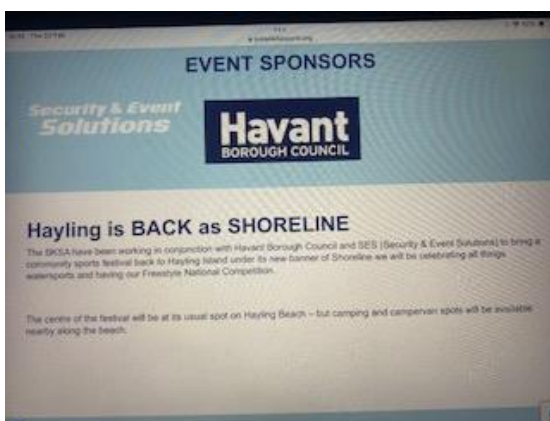 Thu 22 Feb
EVENT SPONSORS
Security & Event
Solutions
Havant
BOROUGH COUNCIL
Hayling is BACK as SHORELINE
The BKSA have been working in conjunction with Havant Borough Council and SES (Security & Event Solutions) to bring a
community sports festival back to Hayling Island under its new banner of Shoreline we will be celebrating all things
watersports and having our Freestyle National Competition.
The centre of the festival will be at its usual spot on Hayling Beach – but camping and campervan spots will be available
nearby along the beach.